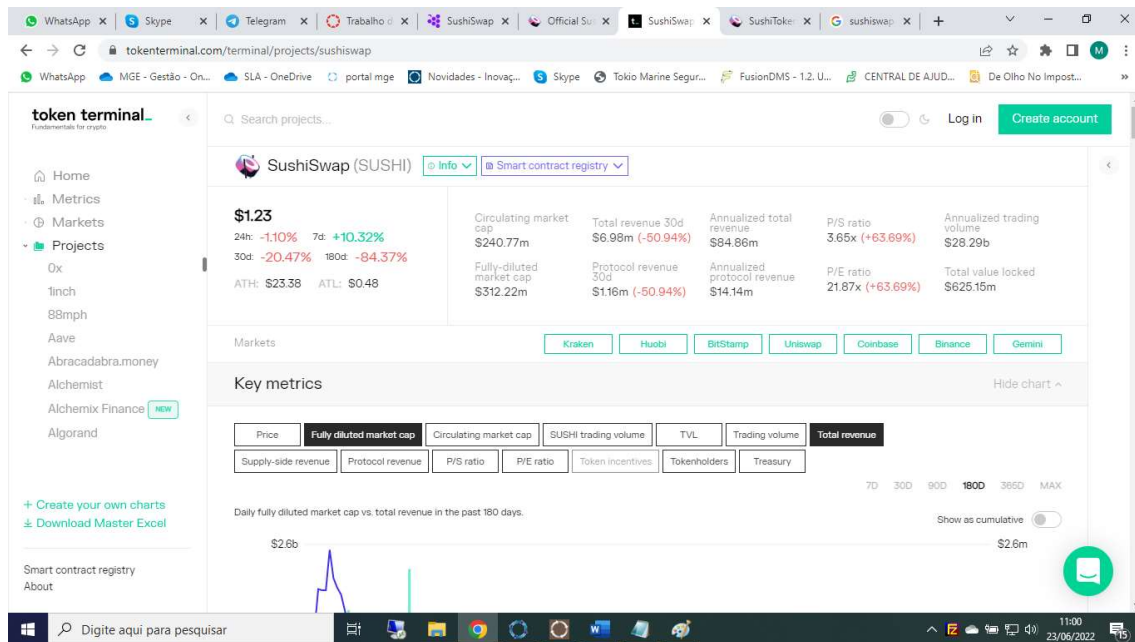 WhatsApp Skype Telegram Trabalho d SushiSwap Official Su SushiSwap SushiToke sushiswap
tokenterminal.com/terminal/projects/sushiswap
WhatsApp MGE - Gestão - On... SLA - OneDrive portal mge Novidades - Inovaç... Skype Tokio Marine Segur... FusionDMS - 1.2. U... CENTRAL DE AJUD... De Olho No Impost... »
token terminal_
Fundamentals for crypto
Search projects...
Log in
Create account
Home
Metrics
Markets
Projects
0x
1inch
88mph
Aave
Abracadabra.money
Alchemist
Alchemix Finance NEW
Algorand
+ Create your own charts
Download Master Excel
Smart contract registry
About
SushiSwap (SUSHI) Info Smart contract registry
$1.23
24h: -1.10% 7d: +10.32%
30d: -20.47% 180d: -84.37%
ATH: $23.38 ATL: $0.48
Circulating market
cap
$240.77m
Fully-diluted
market cap
$312.22m
Total revenue 30d
$6.98m (-50.94%)
Protocol revenue
30d
$1.16m (-50.94%)
Annualized total
revenue
$84.86m
Annualized
protocol revenue
$14.14m
P/S ratio
3.65x (+63.69%)
P/E ratio
21.87x (+63.69%)
Annualized trading
volume
$28.29b
Total value locked
$625.15m
Markets Kraken Huobi BitStamp Uniswap Coinbase Binance Gemini
Key metrics Hide chart
Price Fully diluted market cap Circulating market cap SUSHI trading volume TVL Trading volume Total revenue
Supply-side revenue Protocol revenue P/S ratio P/E ratio Token incentives Tokenholders Treasury
7D 30D 90D 180D 365D MAX
Daily fully diluted market cap vs. total revenue in the past 180 days. Show as cumulative
$2.6b $2.6m
Digite aqui para pesquisar
11:00
23/06/2022